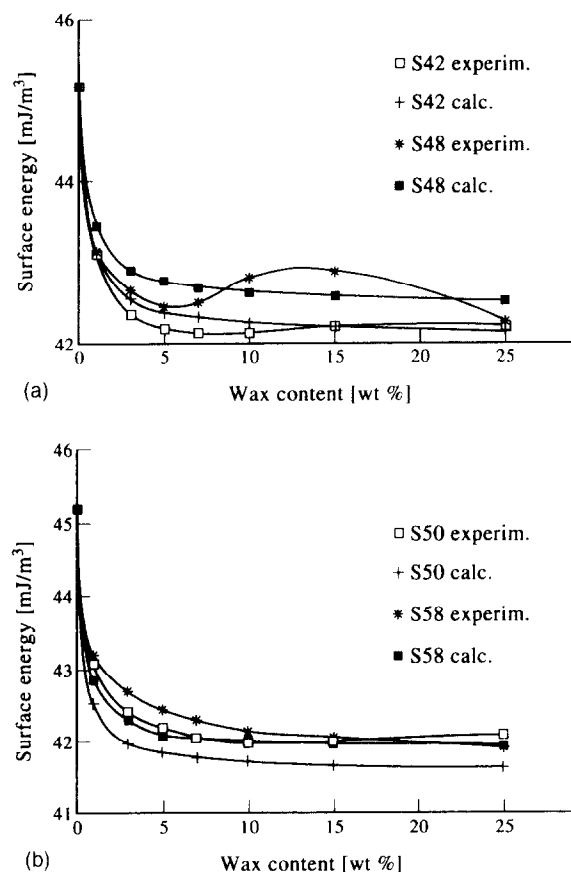 46
44
42
Surface energy [mJ/m³]
□ S42 experim.
+ S42 calc.
* S48 experim.
■ S48 calc.
0 5 10 15 20 25
(a)
Wax content [wt %]
46
45
44
43
42
41
Surface energy [mJ/m³]
□ S50 experim.
+ S50 calc.
* S58 experim.
■ S58 calc.
0 5 10 15 20 25
(b)
Wax content [wt %]